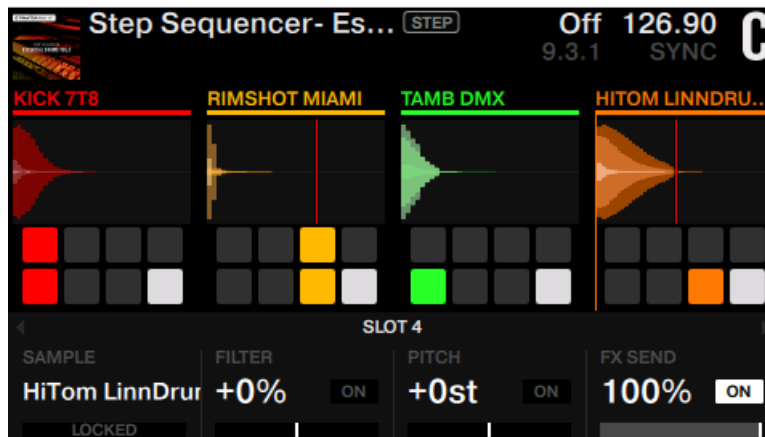 Step Sequencer- Es... STEP Off 126.90 C
9.3.1 SYNC
KICK 7T8 RIMSHOT MIAMI TAMB DMX HITOM LINNDRU..
SLOT 4
SAMPLE FILTER PITCH FX SEND
HiTom LinnDrur +0% ON +0st ON 100% ON
LOCKED